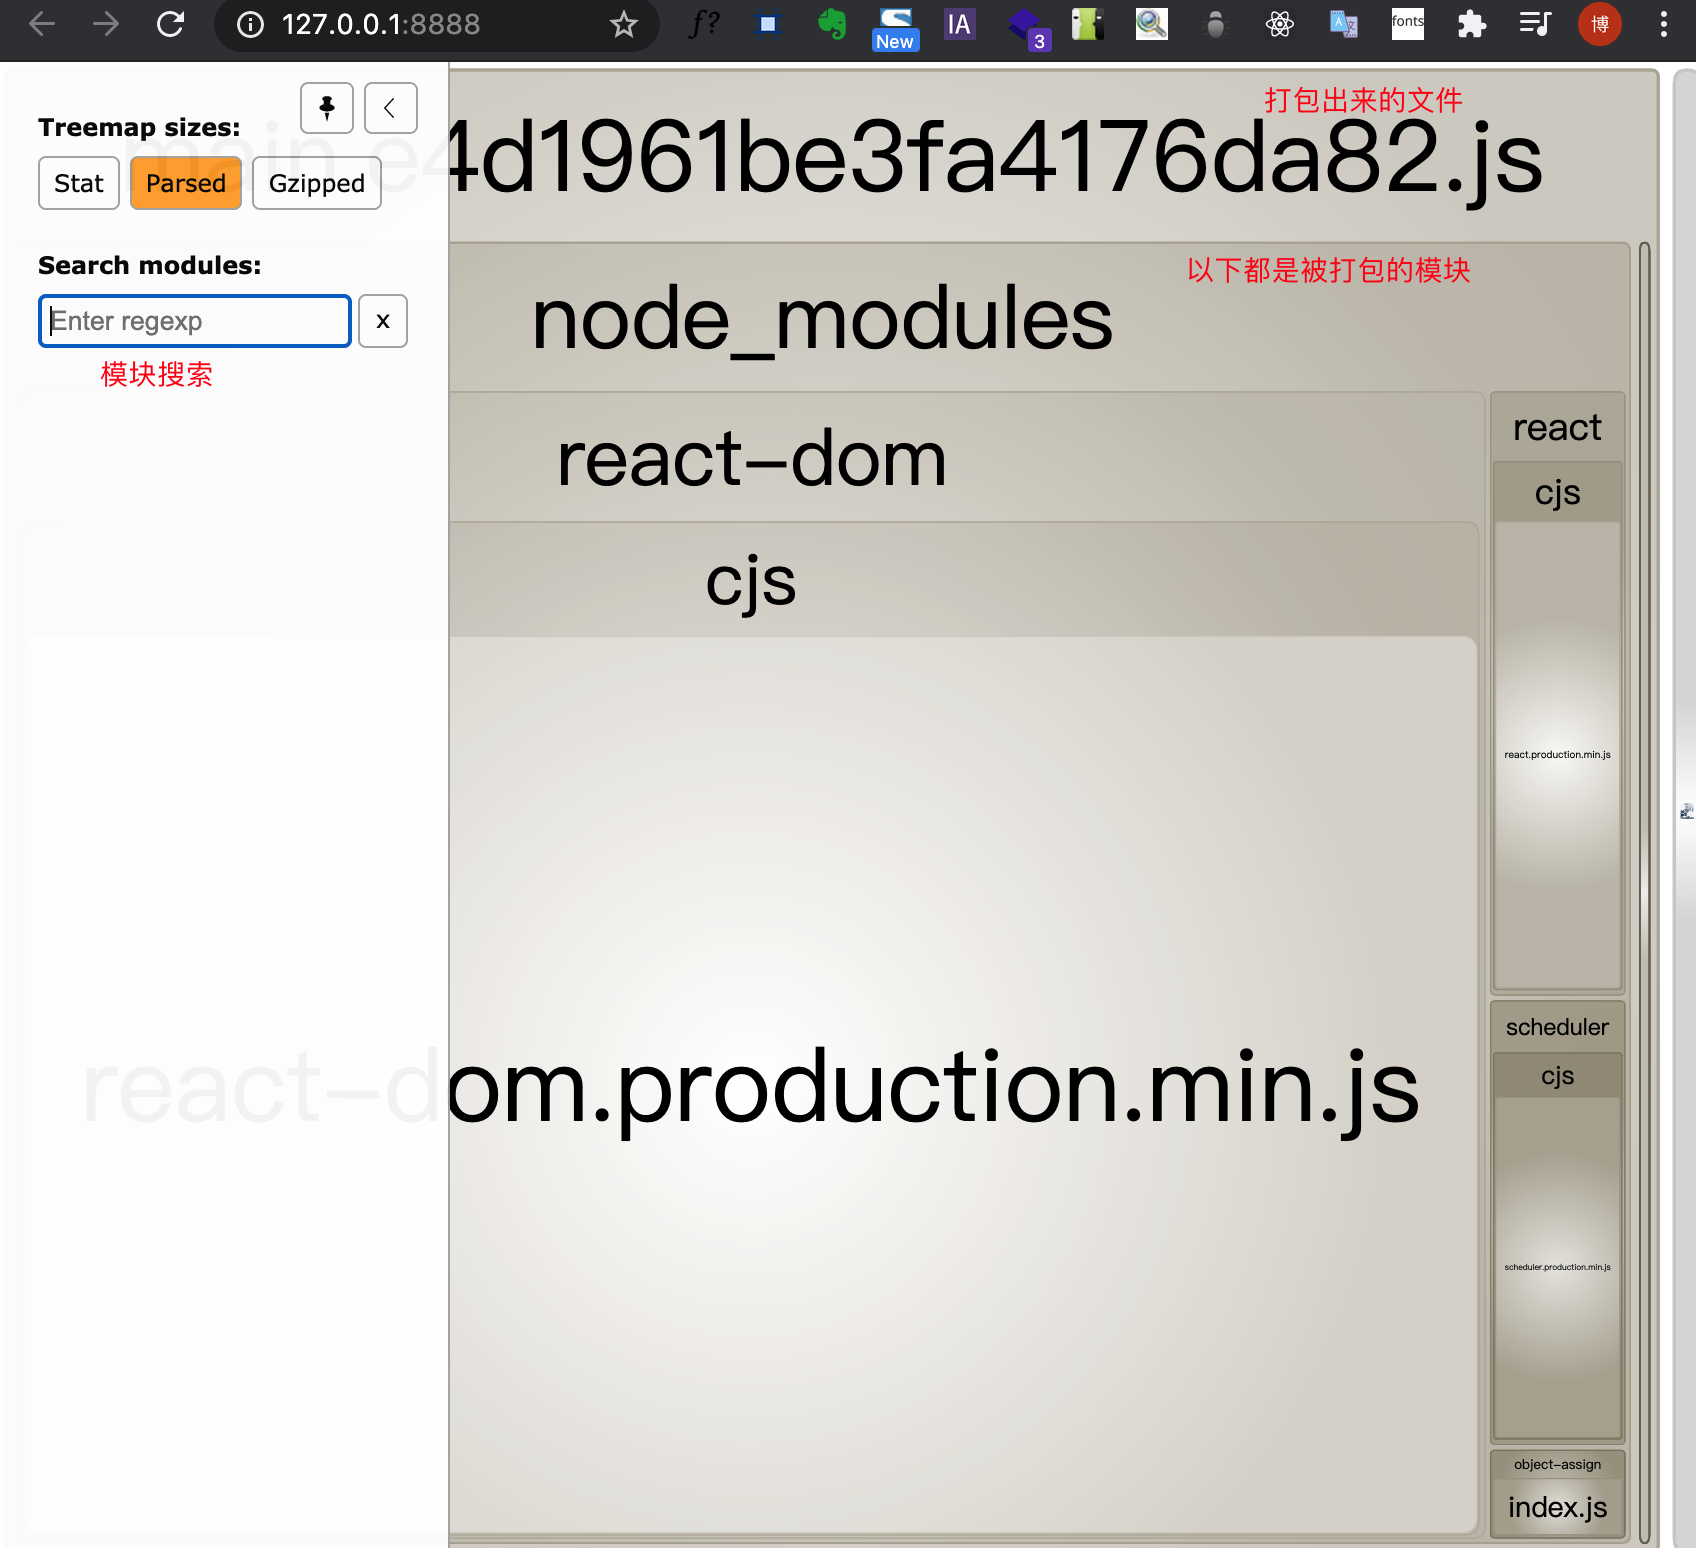 127.0.0.1:8888
f?
New
IA
3
fonts
博
Treemap sizes:
Stat
Parsed
Gzipped
Search modules:
Enter regexp
x
模块搜索
打包出来的文件
main.e4d1961be3fa4176da82.js
以下都是被打包的模块
node_modules
react-dom
cjs
react-dom.production.min.js
react
cjs
react.production.min.js
scheduler
cjs
scheduler.production.min.js
object-assign
index.js